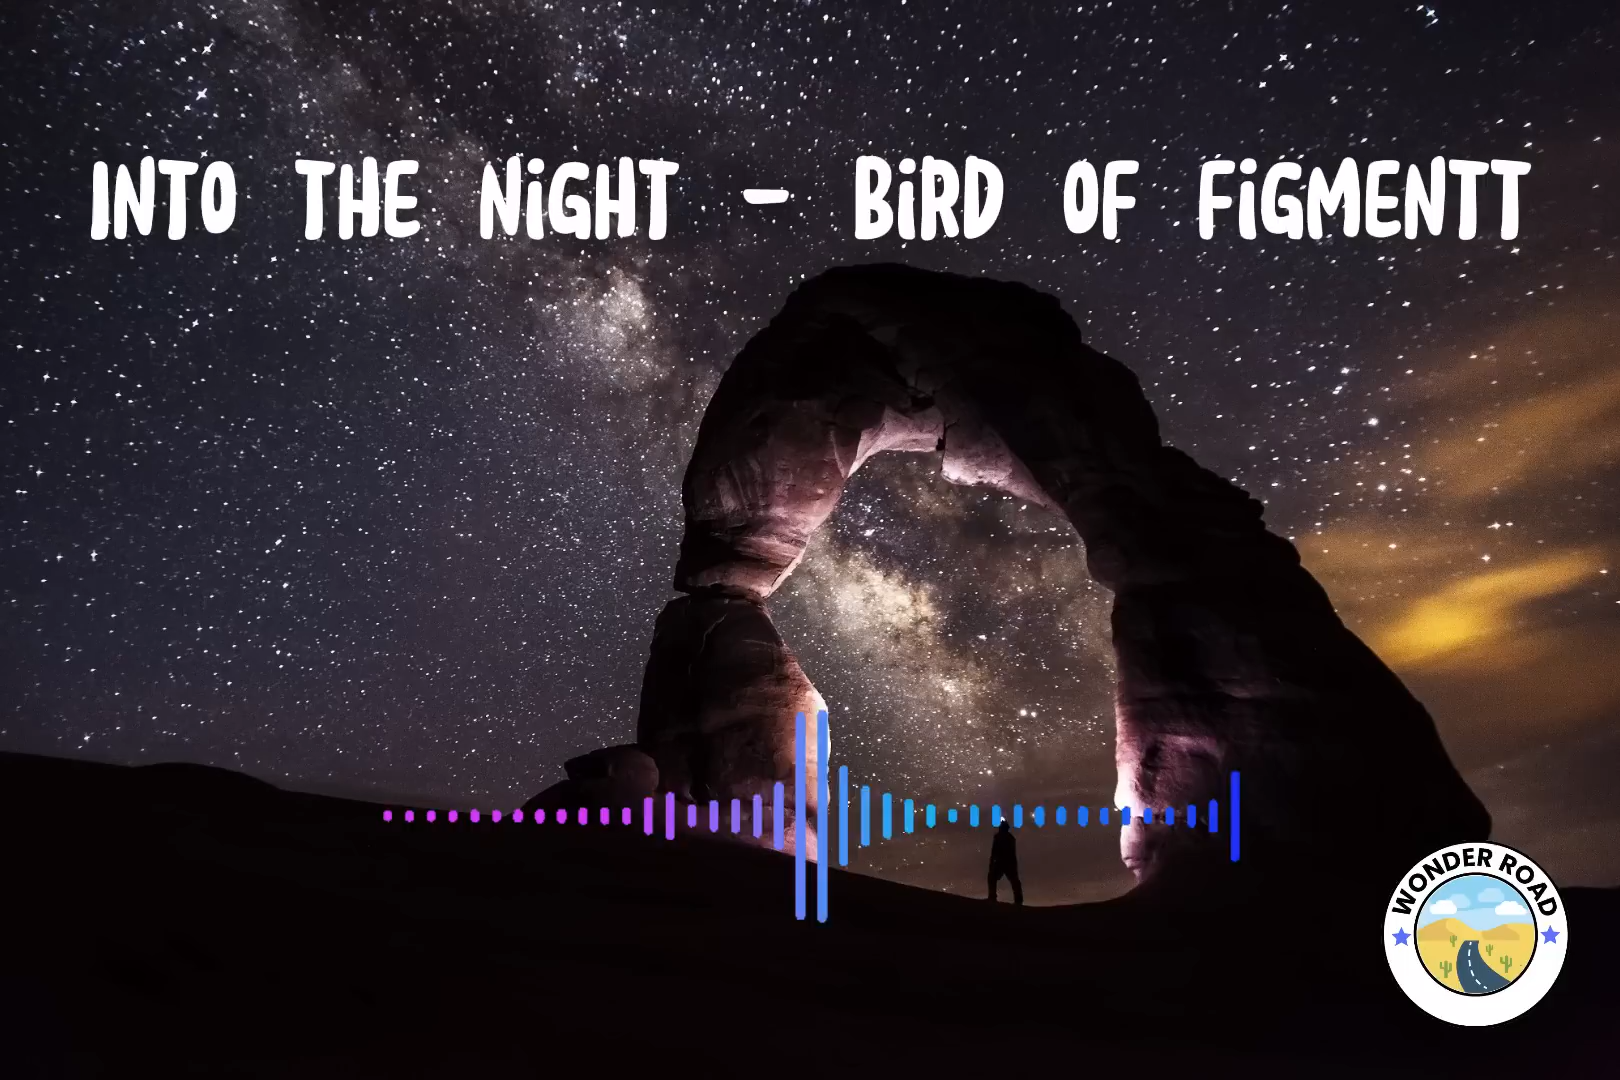 INTO THE NiGHT - BiRD OF FiGMENTT
WONDER ROAD